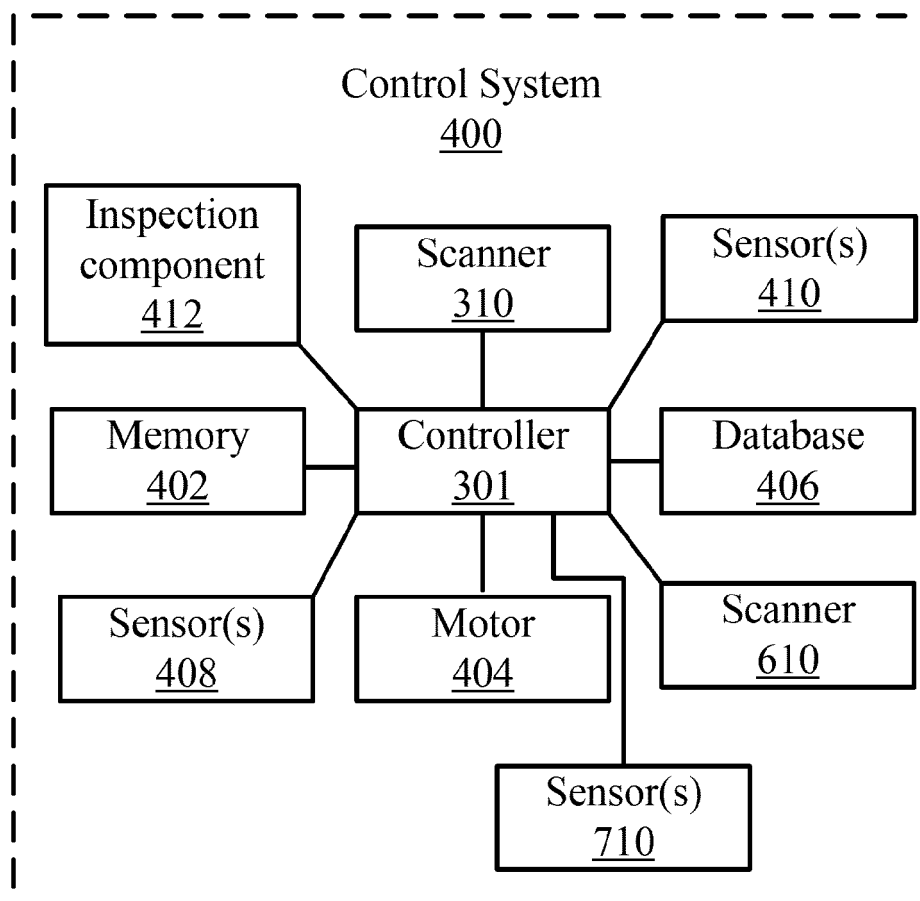 Control System
400
Inspection
component
412
Scanner
310
Sensor(s)
410
Memory
402
Controller
301
Database
406
Sensor(s)
408
Motor
404
Scanner
610
Sensor(s)
710